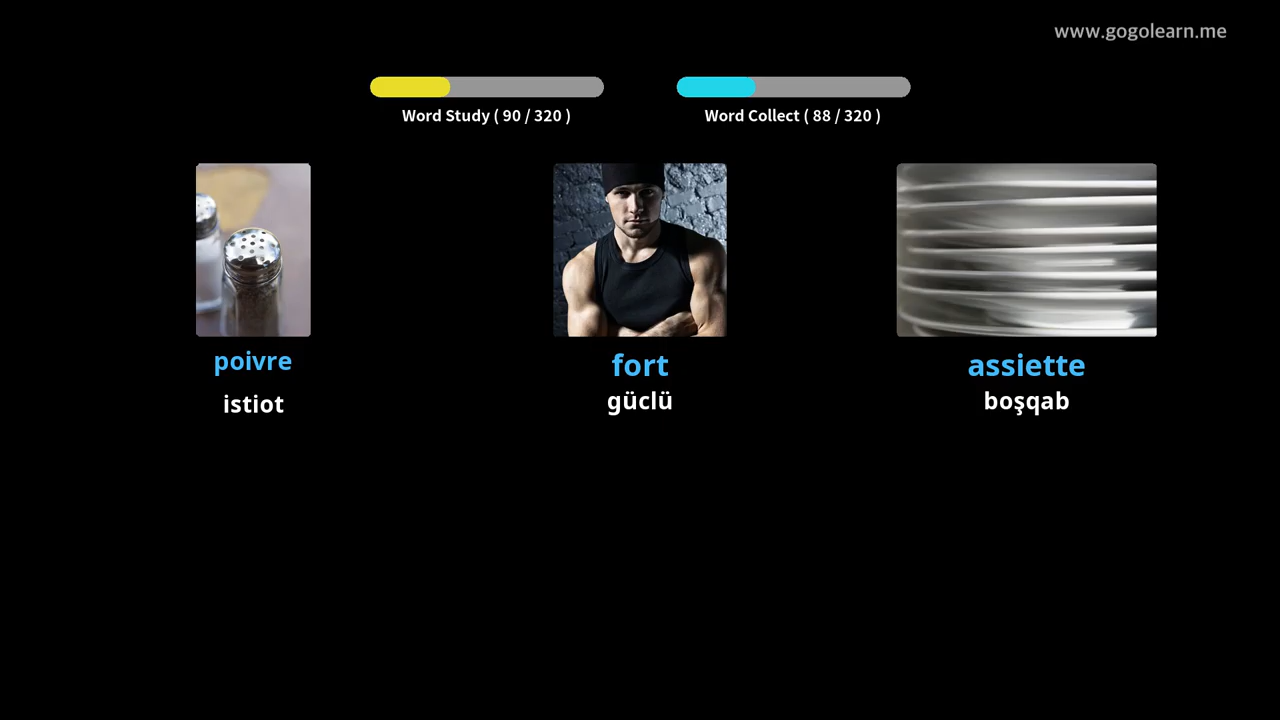 www.gogolearn.me
Word Study ( 90 / 320 )
Word Collect ( 88 / 320 )
poivre
istiot
fort
güclü
assiette
boşqab